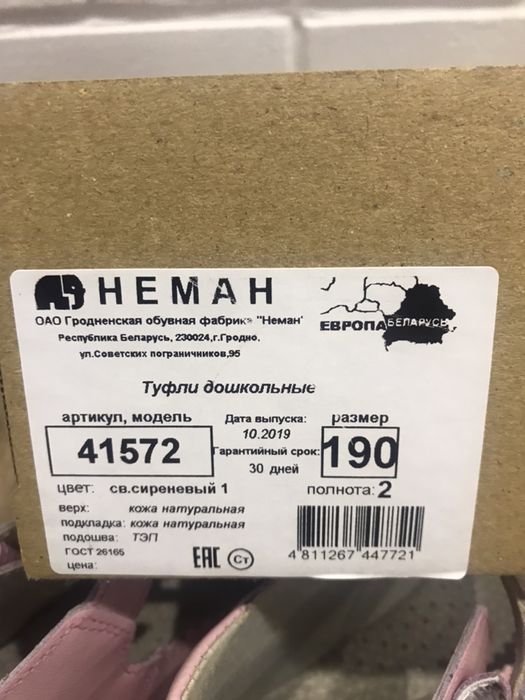 НЕМАН
ОАО Гродненская обувная фабрика "Неман"
Республика Беларусь, 230024,г.Гродно,
ул.Советских пограничников,95
ЕВРОПА БЕЛАРУСЬ
Туфли дошкольные
артикул, модель
41572
Дата выпуска:
10.2019
Гарантийный срок:
30 дней
размер
190
цвет: св.сиреневый 1
полнота: 2
верх: кожа натуральная
подкладка: кожа натуральная
подошва: ТЭП
ГОСТ 26165
цена:
ЕАС Ст
4 811267 447721